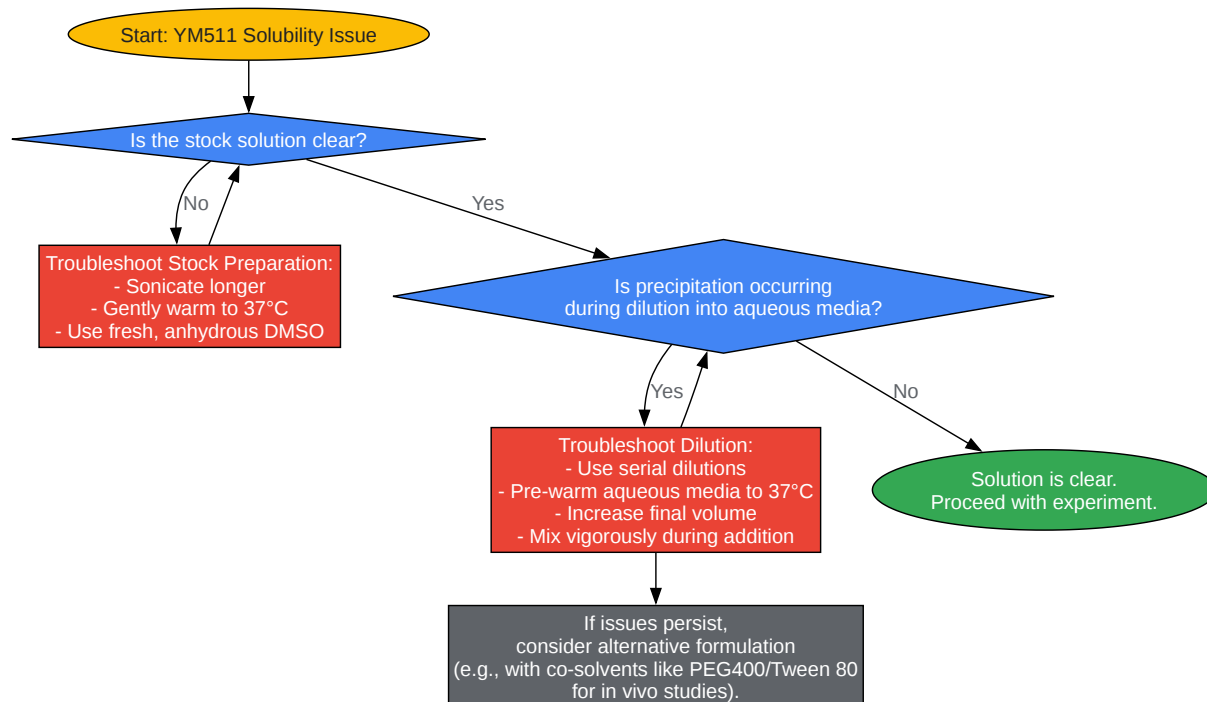 Start: YM511 Solubility Issue
Is the stock solution clear?
No
Yes
Troubleshoot Stock Preparation:
- Sonicate longer
- Gently warm to 37°C
- Use fresh, anhydrous DMSO
Is precipitation occurring
during dilution into aqueous media?
Yes
No
Troubleshoot Dilution:
- Use serial dilutions
- Pre-warm aqueous media to 37°C
- Increase final volume
- Mix vigorously during addition
Solution is clear.
Proceed with experiment.
If issues persist,
consider alternative formulation
(e.g., with co-solvents like PEG400/Tween 80
for in vivo studies).